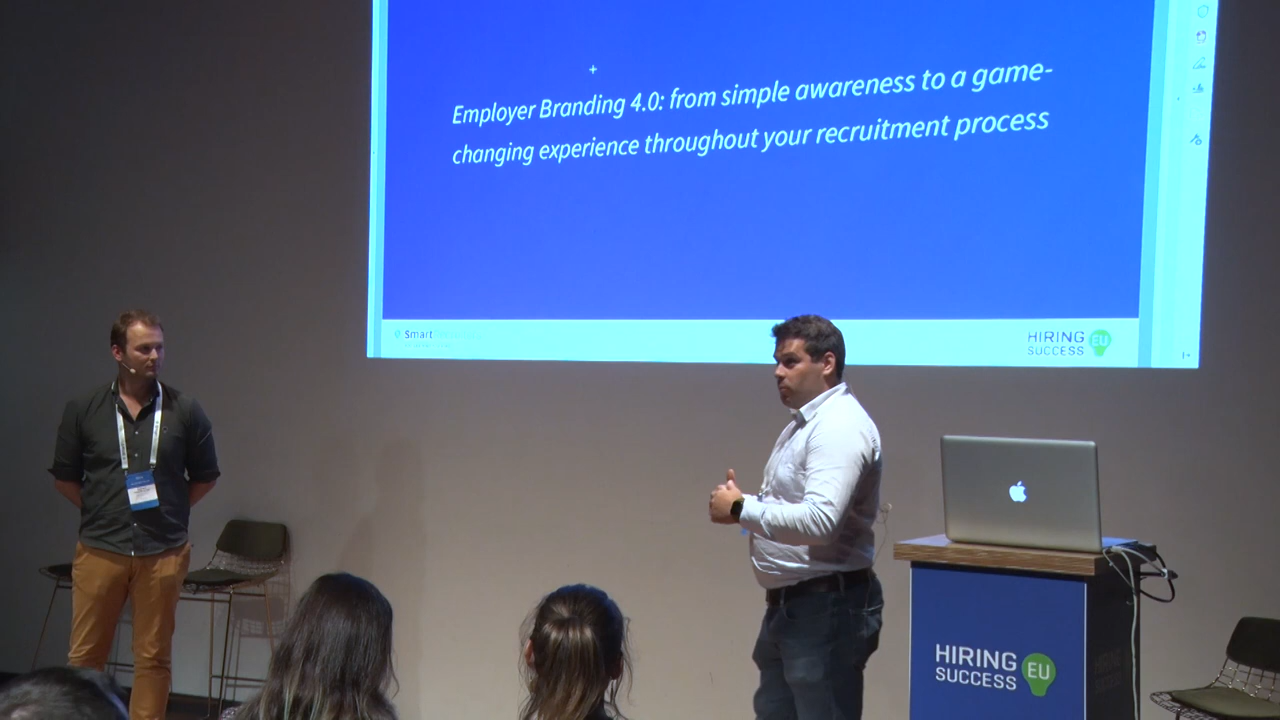 Employer Branding 4.0: from simple awareness to a game-
changing experience throughout your recruitment process
Smart
HIRING
SUCCESS
EU
HIRING
SUCCESS
EU